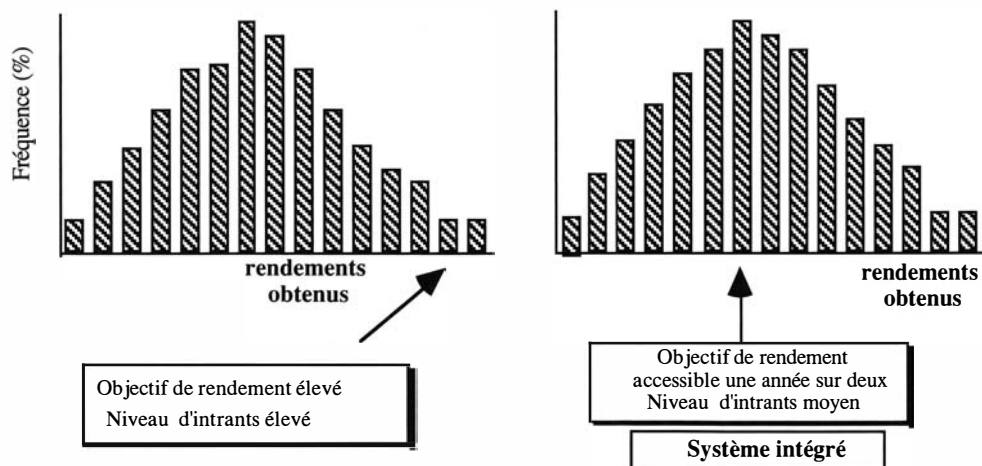 Fréquence (%)
rendements
obtenus
Objectif de rendement élevé
Niveau d'intrants élevé
rendements
obtenus
Objectif de rendement
accessible une année sur deux
Niveau d'intrants moyen
Système intégré